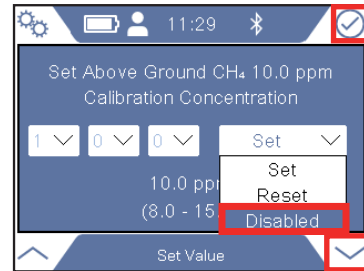 11:29
Set Above Ground CH₄ 10.0 ppm
Calibration Concentration
1 0 0 Set
Set
Reset
Disabled
10.0 pp
(8.0 - 15
Set Value